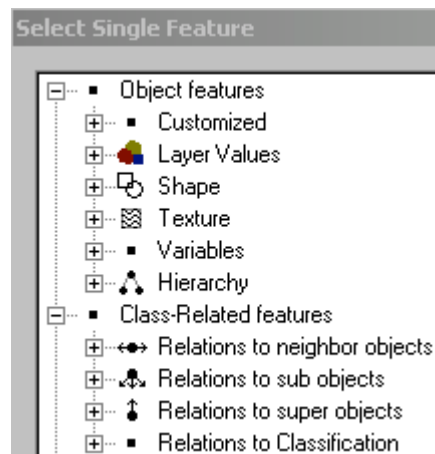 Select Single Feature
Object features
Customized
Layer Values
Shape
Texture
Variables
Hierarchy
Class-Related features
Relations to neighbor objects
Relations to sub objects
Relations to super objects
Relations to Classification